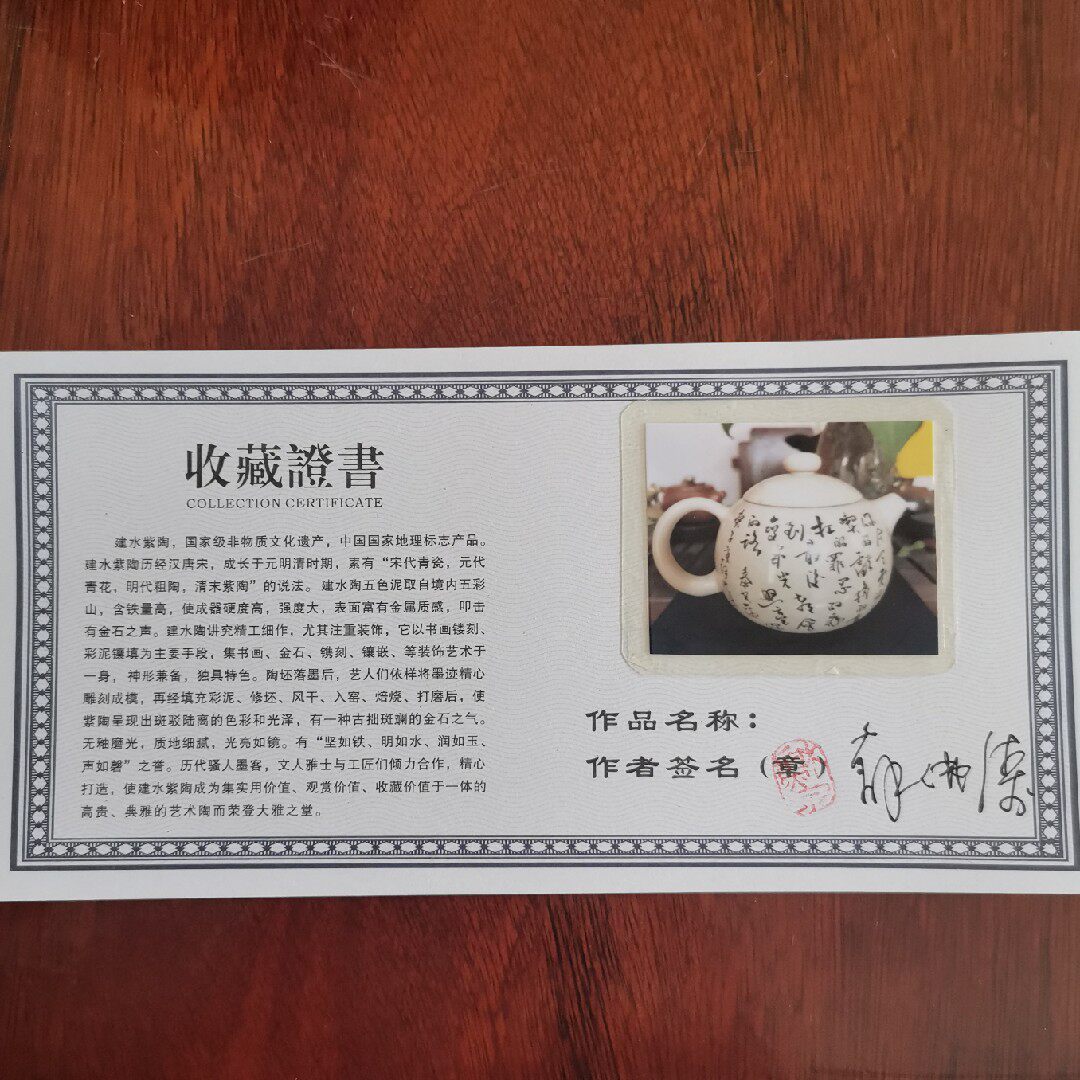 收藏證書
COLLECTION CERTIFICATE
建水紫陶，国家级非物质文化遗产，中国国家地理标志产品。
建水紫陶历经汉唐宋，成长于元明清时期，素有“宋代青瓷，元代
青花，明代粗陶，清末紫陶”的说法。建水陶五色泥取自境内五彩
山，含铁量高，使成器硬度高，强度大，表面富有金属质感，叩击
有金石之声。建水陶讲究精工细作，尤其注重装饰，它以书画镂刻、
彩泥镶填为主要手段，集书画、金石、镌刻、镶嵌、等装饰艺术于
一身，神形兼备，独具特色。陶坯落墨后，艺人们依样将墨迹精心
雕刻成模，再经填充彩泥、修坯、风干、入窑、焙烧、打磨后，使
紫陶呈现出斑驳陆离的色彩和光泽，有一种古拙斑斓的金石之气。
无釉磨光，质地细腻，光亮如镜。有“坚如铁、明如水、润如玉、
声如磬”之誉。历代骚人墨客，文人雅士与工匠们倾力合作，精心
打造，使建水紫陶成为集实用价值、观赏价值、收藏价值于一体的
高贵、典雅的艺术陶而荣登大雅之堂。
作品名称：
作者签名（章）